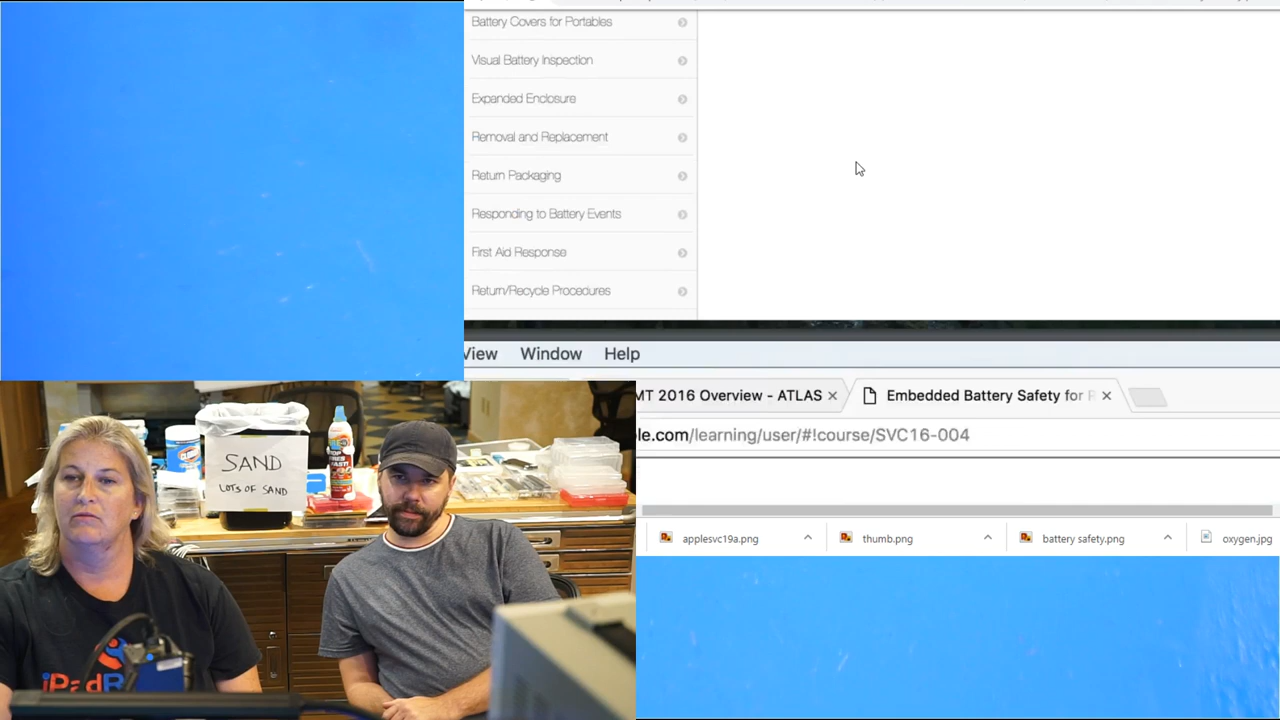 Battery Covers for Portables
Visual Battery Inspection
Expanded Enclosure
Removal and Replacement
Return Packaging
Responding to Battery Events
First Aid Response
Return/Recycle Procedures
View Window Help
MT 2016 Overview - ATLAS
Embedded Battery Safety for
le.com/learning/user/#!course/SVC16-004
applesvc19a.png
thumb.png
battery safety.png
oxygen.jpg
SAND
LOTS OF SAND
iPadR